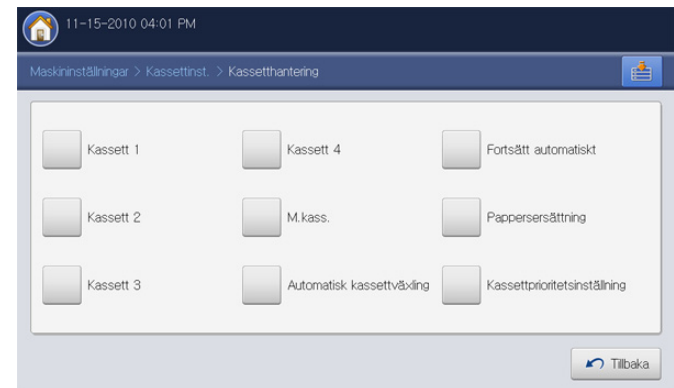 11-15-2010 04:01 PM
Maskininställningar > Kassettinst. > Kassetthantering
Kassett 1
Kassett 4
Fortsätt automatiskt
Kassett 2
M.kass.
Pappersersättning
Kassett 3
Automatisk kassettväxling
Kassettprioritetsinställning
Tillbaka